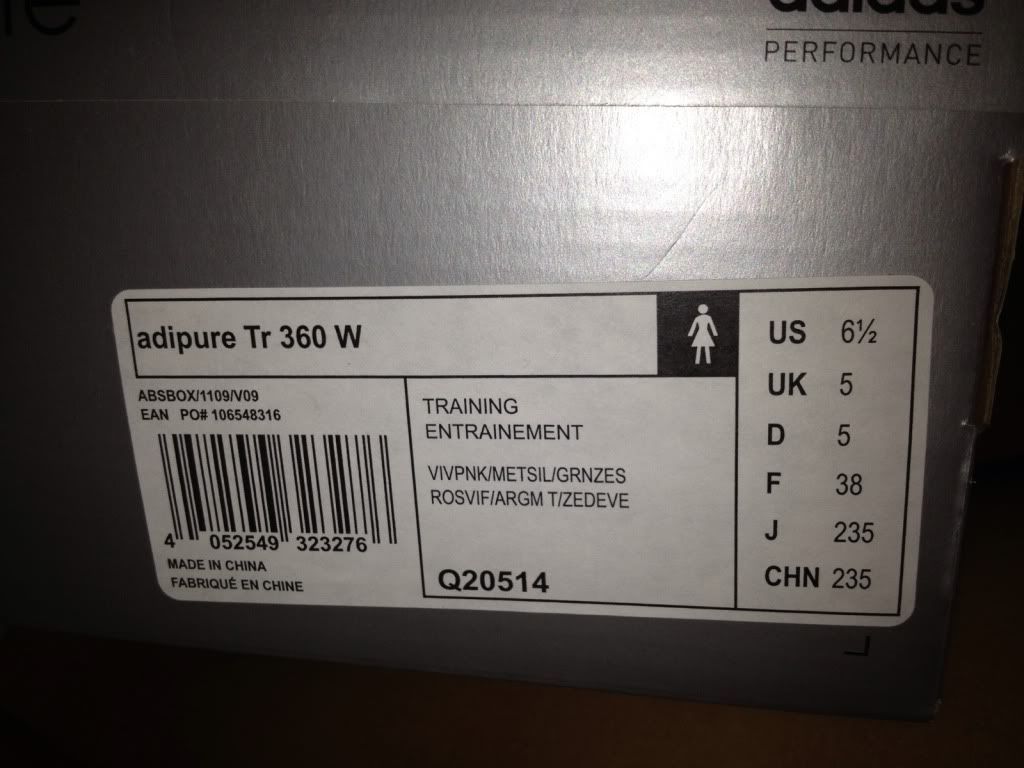 adidas
PERFORMANCE
adipure Tr 360 W
ABSBOX/1109/V09
EAN PO# 106548316
4 052549 323276
MADE IN CHINA
FABRIQUÉ EN CHINE
TRAINING
ENTRAINEMENT
VIVPNK/METSIL/GRNZES
ROSVIF/ARGM T/ZEDEVE
Q20514
US 6½
UK 5
D 5
F 38
J 235
CHN 235